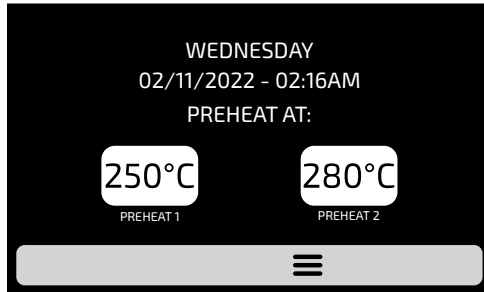 WEDNESDAY
02/11/2022 - 02:16AM
PREHEAT AT:
250°C 280°C
PREHEAT 1 PREHEAT 2